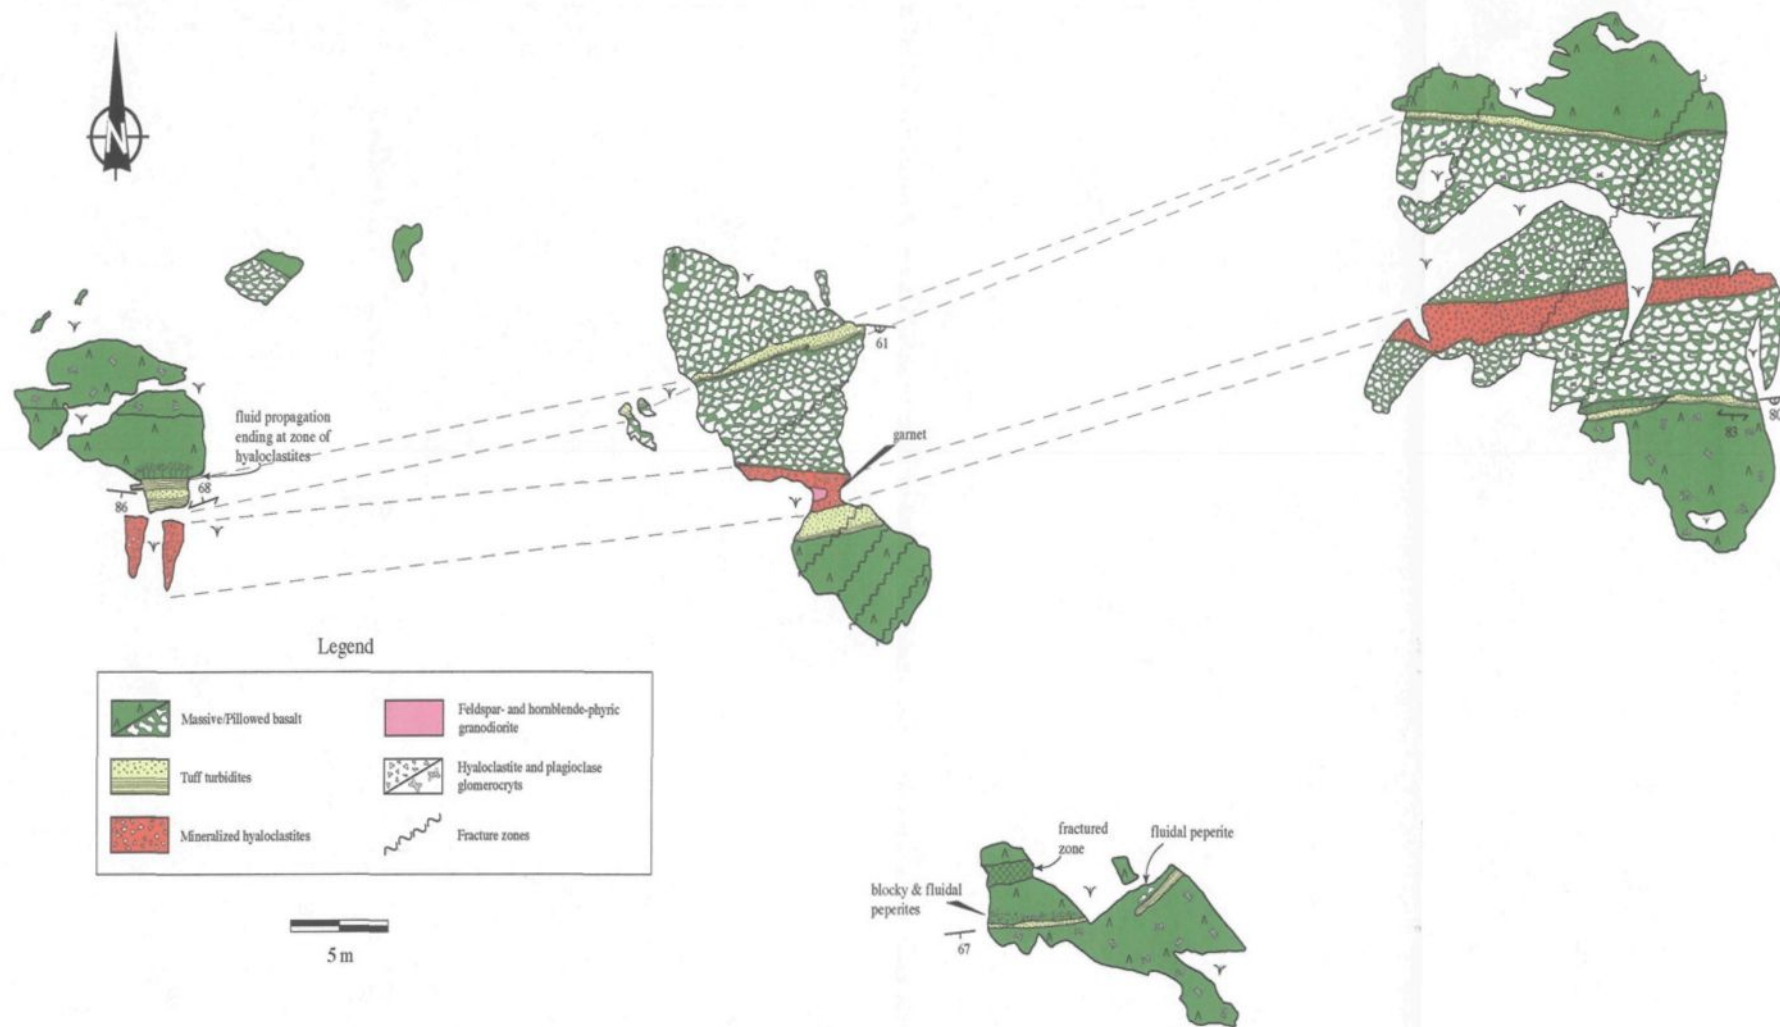 N
fluid propagation
ending at zone of
hyaloclastites
68
86
61
garnet
80
83
Legend
Massive/Pillowed basalt
Tuff turbidites
Mineralized hyaloclastites
Feldspar- and hornblende-phyric
granodiorite
Hyaloclastite and plagioclase
glomerocryts
Fracture zones
5 m
fractured
zone
fluidal peperite
blocky & fluidal
peperites
67